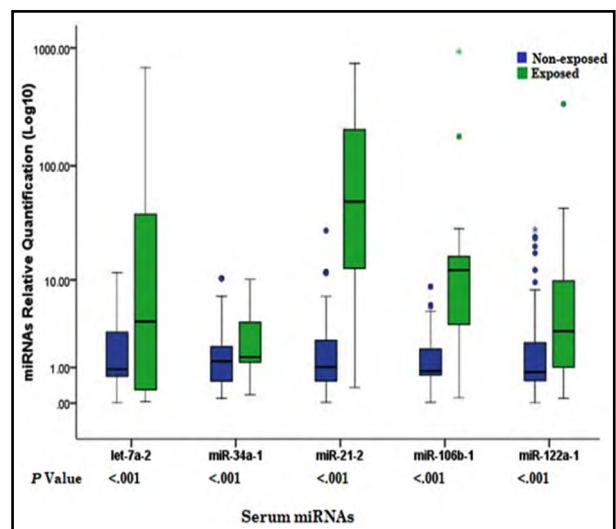 miRNAs Relative Quantification (Log10)
1000.00
100.00
10.00
1.00
.00
Non-exposed
Exposed
let-7a-2 miR-34a-1 miR-21-2 miR-106b-1 miR-122a-1
P Value <.001 <.001 <.001 <.001 <.001
Serum miRNAs